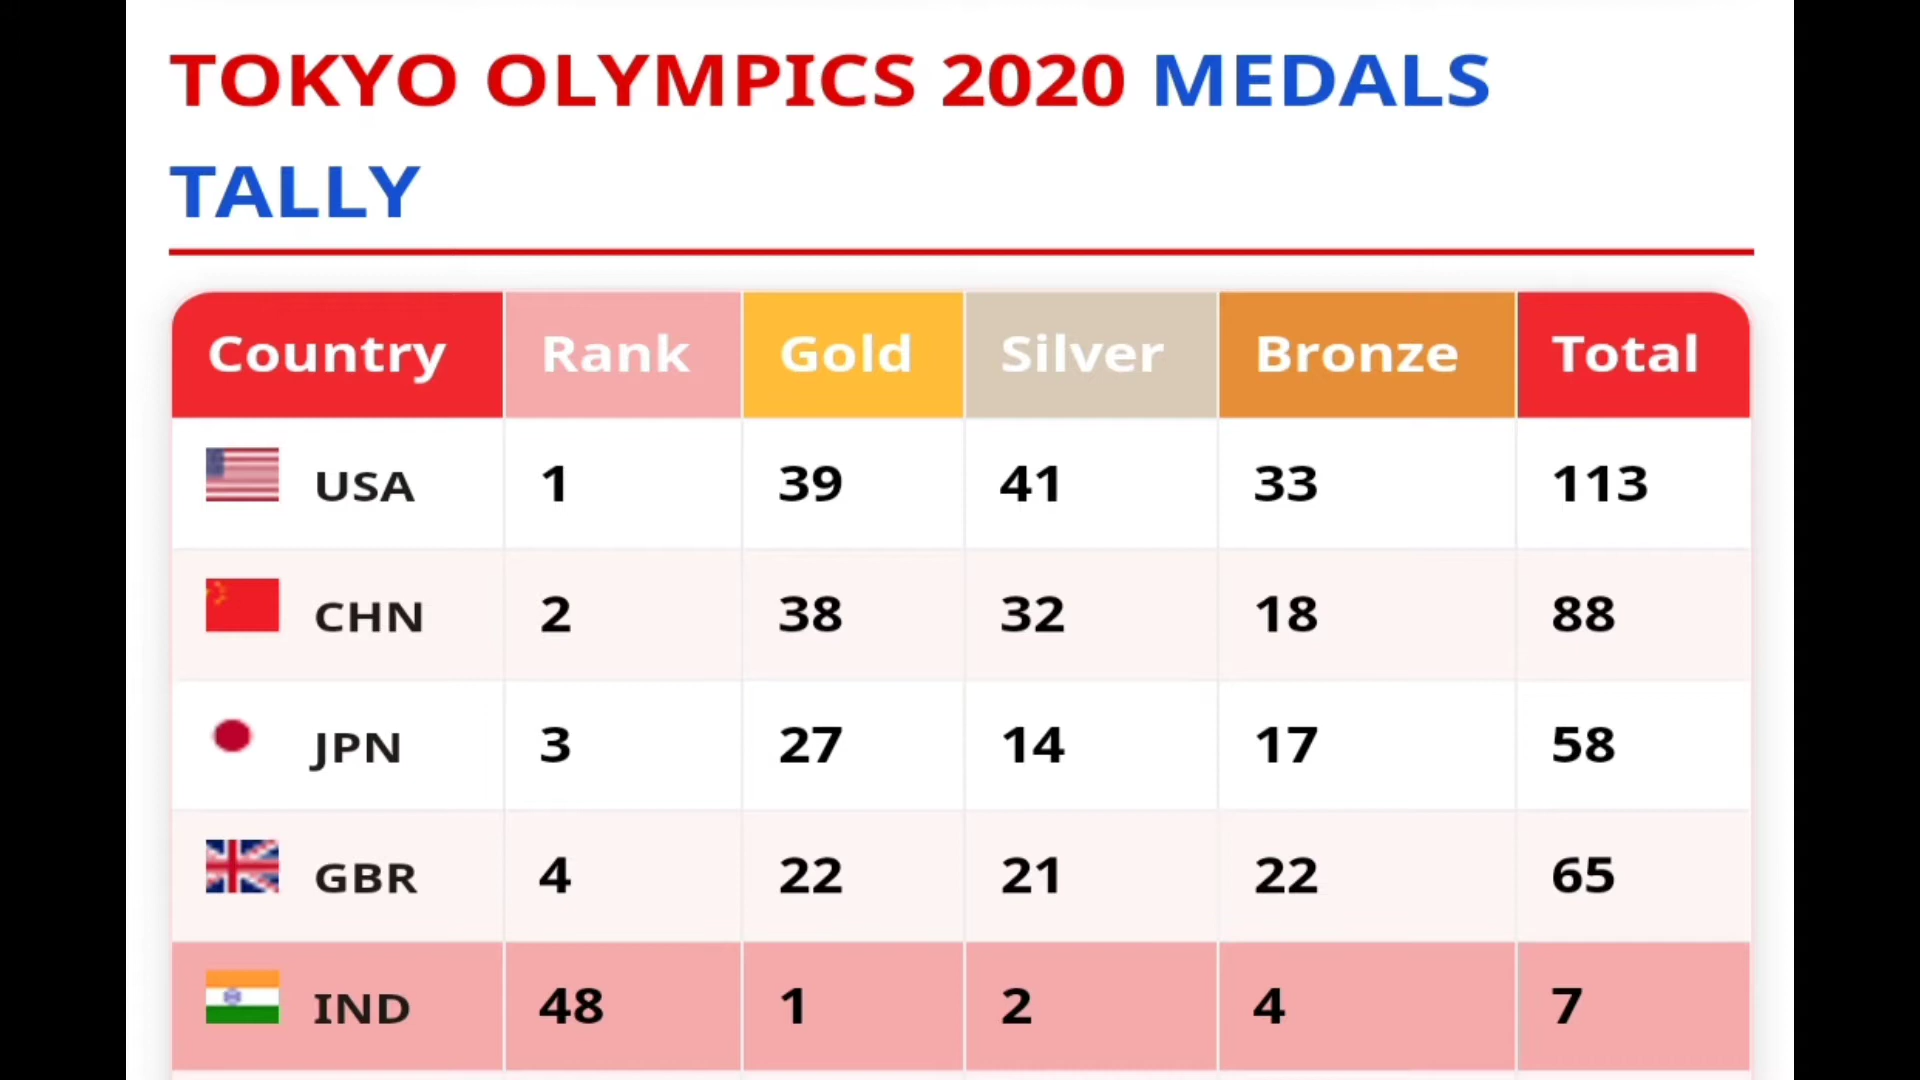 TOKYO OLYMPICS 2020 MEDALS
TALLY
Country Rank Gold Silver Bronze Total
USA 1 39 41 33 113
CHN 2 38 32 18 88
JPN 3 27 14 17 58
GBR 4 22 21 22 65
IND 48 1 2 4 7